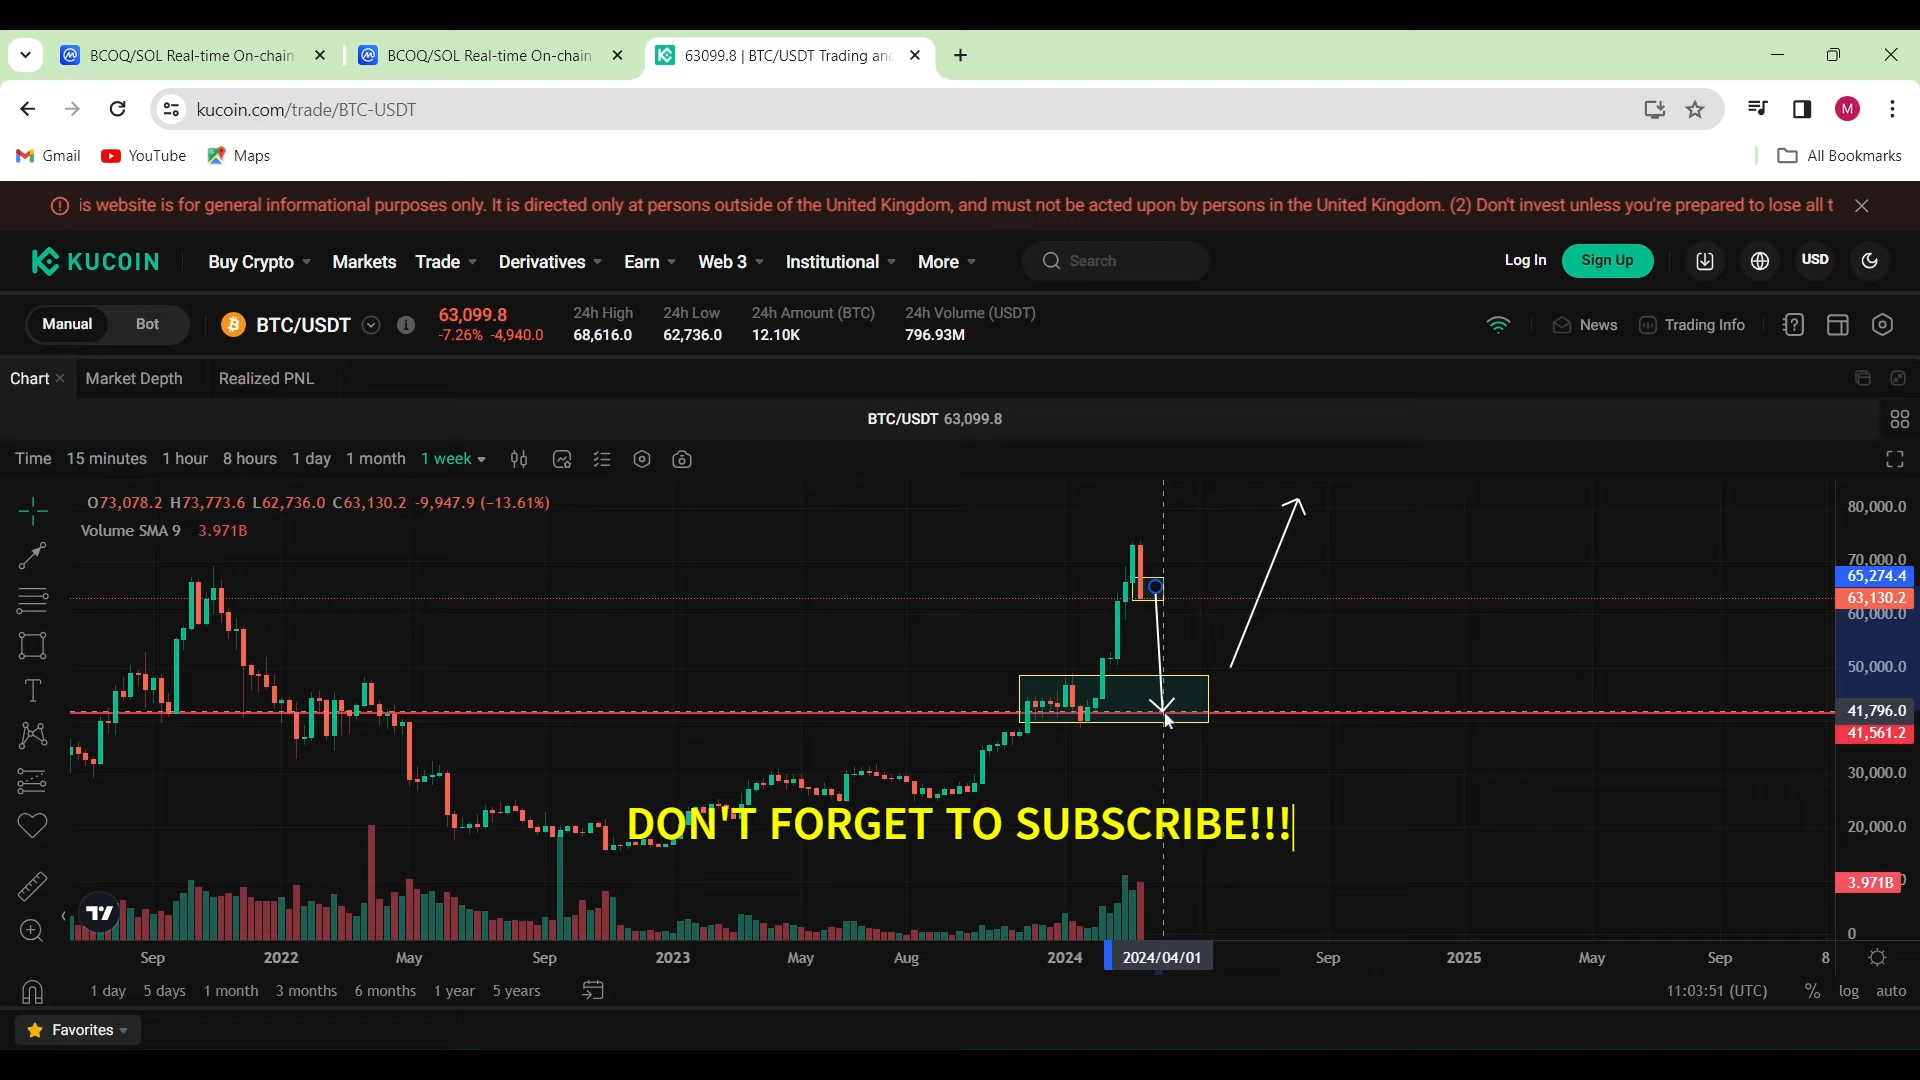 BCOQ/SOL Real-time On-chain
BCOQ/SOL Real-time On-chain
63099.8 | BTC/USDT Trading and
kucoin.com/trade/BTC-USDT
M
Gmail
YouTube
Maps
All Bookmarks
is website is for general informational purposes only. It is directed only at persons outside of the United Kingdom, and must not be acted upon by persons in the United Kingdom. (2) Don't invest unless you're prepared to lose all t
KUCOIN
Buy Crypto
Markets
Trade
Derivatives
Earn
Web 3
Institutional
More
Search
Log In
Sign Up
USD
Manual
Bot
BTC/USDT
63,099.8
-7.26% -4,940.0
24h High
68,616.0
24h Low
62,736.0
24h Amount (BTC)
12.10K
24h Volume (USDT)
796.93M
News
Trading Info
Chart
Market Depth
Realized PNL
BTC/USDT 63,099.8
Time
15 minutes
1 hour
8 hours
1 day
1 month
1 week
O73,078.2 H73,773.6 L62,736.0 C63,130.2 -9,947.9 (-13.61%)
Volume SMA 9 3.971B
80,000.0
70,000.0
65,274.4
63,130.2
60,000.0
50,000.0
41,796.0
41,561.2
30,000.0
20,000.0
3.971B
0
DON'T FORGET TO SUBSCRIBE!!!
Sep
2022
May
Sep
2023
May
Aug
2024
2024/04/01
Sep
2025
May
Sep
8
1 day
5 days
1 month
3 months
6 months
1 year
5 years
11:03:51 (UTC)
%
log
auto
Favorites